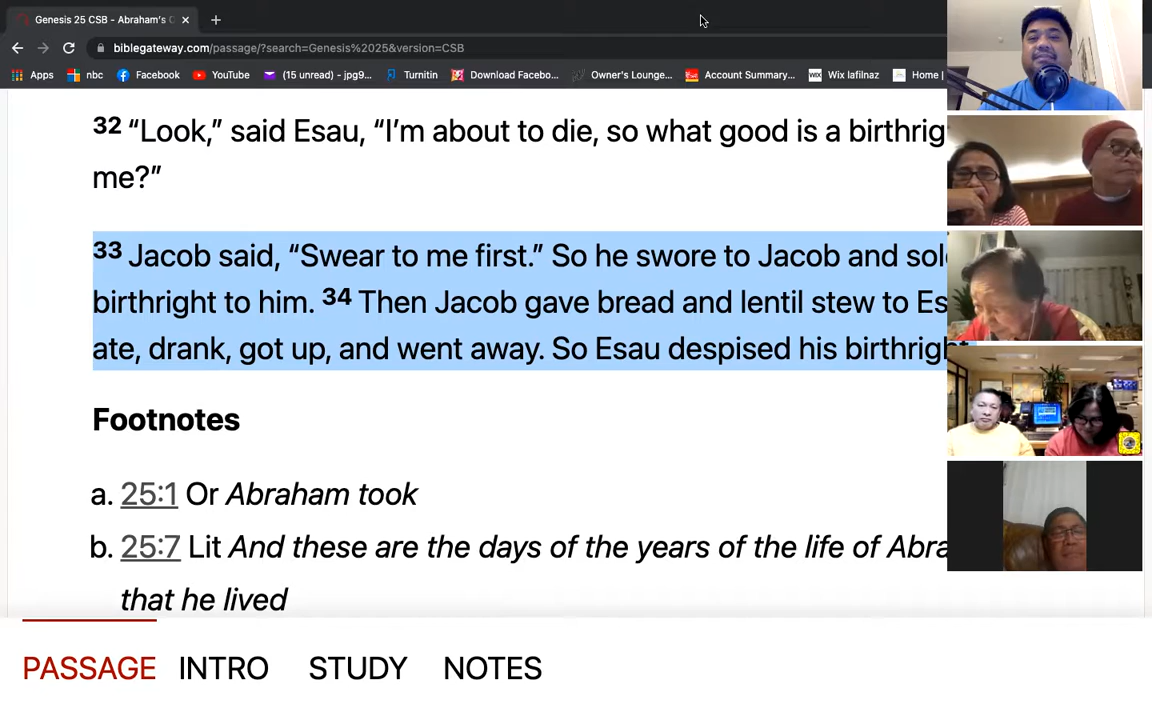 Genesis 25 CSB - Abraham's
biblegateway.com/passage/?search=Genesis%2025&version=CSB
Apps nbc Facebook YouTube (15 unread) - jpg9... Turnitin Download Facebo... Owner's Lounge... Account Summary... WIX Wix lafilnaz Home |
32 “Look,” said Esau, “I’m about to die, so what good is a birthrig
me?”
33 Jacob said, “Swear to me first.” So he swore to Jacob and sol
birthright to him. 34 Then Jacob gave bread and lentil stew to Es
ate, drank, got up, and went away. So Esau despised his birthrigh
Footnotes
a. 25:1 Or Abraham took
b. 25:7 Lit And these are the days of the years of the life of Abra
that he lived
PASSAGE INTRO STUDY NOTES